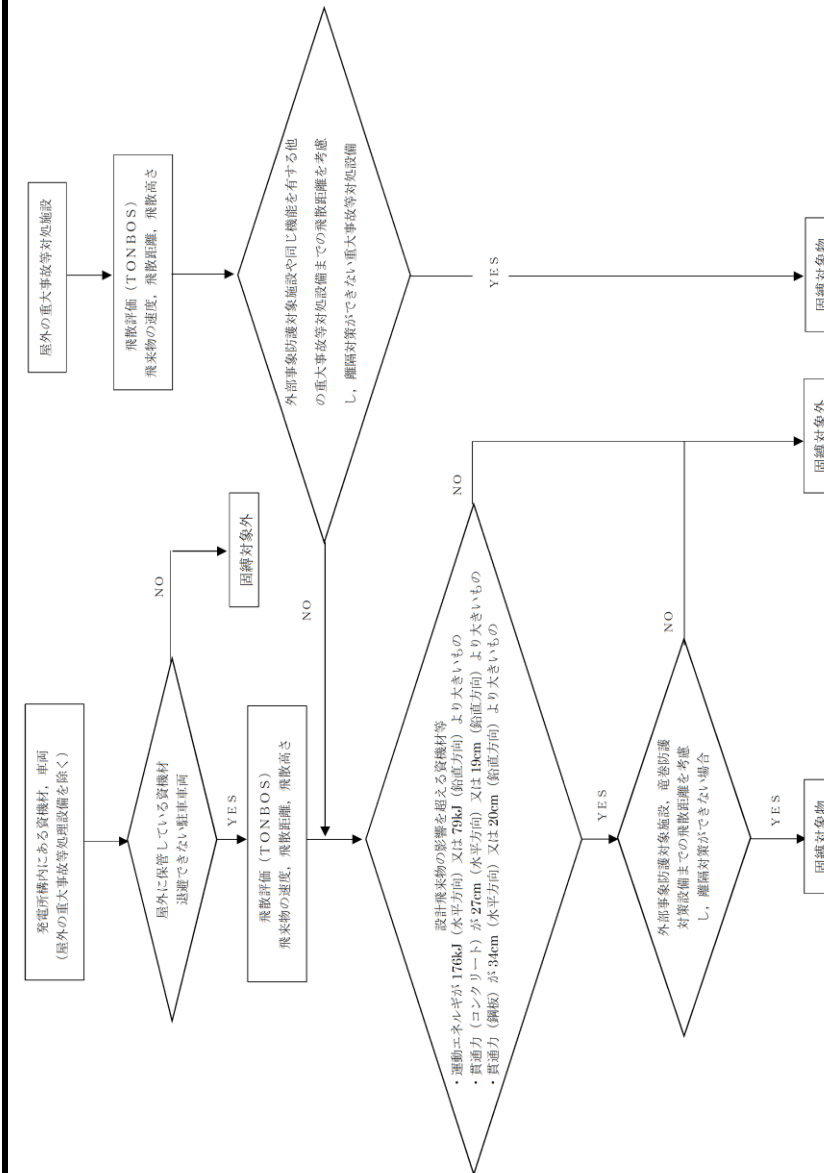 発電所構内にある資機材，車両
（屋外の重大事故等処理設備を除く）
屋外に保管している資機材
退避できない駐車車両
NO
固縛対象外
YES
飛散評価（TONBOS）
飛来物の速度，飛散距離，飛散高さ
屋外の重大事故等対処施設
飛散評価（TONBOS）
飛来物の速度，飛散距離，飛散高さ
外部事象防護対象施設や同じ機能を有する他
の重大事故等対処設備までの飛散距離を考慮
し，離隔対策ができない重大事故等対処設備
NO
YES
固縛対象物
設計飛来物の影響を超える資機材等
・運動エネルギが176kJ（水平方向）又は79kJ（鉛直方向）より大きいもの
・貫通力（コンクリート）が27cm（水平方向）又は19cm（鉛直方向）より大きいもの
・貫通力（鋼板）が34cm（水平方向）又は20cm（鉛直方向）より大きいもの
NO
YES
外部事象防護対象施設，竜巻防護
対策設備までの飛散距離を考慮
し，離隔対策ができない場合
NO
固縛対象外
YES
固縛対象物